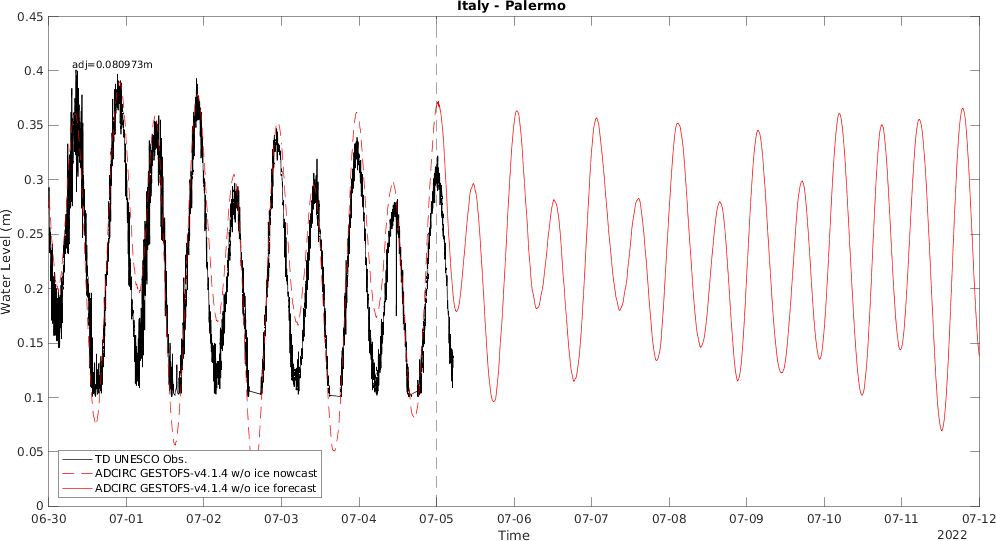 Italy - Palermo
adj=0.080973m
Water Level (m)
0.45
0.4
0.35
0.3
0.25
0.2
0.15
0.1
0.05
0
TD UNESCO Obs.
ADCIRC GESTOFS-v4.1.4 w/o ice nowcast
ADCIRC GESTOFS-v4.1.4 w/o ice forecast
06-30 07-01 07-02 07-03 07-04 07-05 07-06 07-07 07-08 07-09 07-10 07-11 07-12
Time
2022